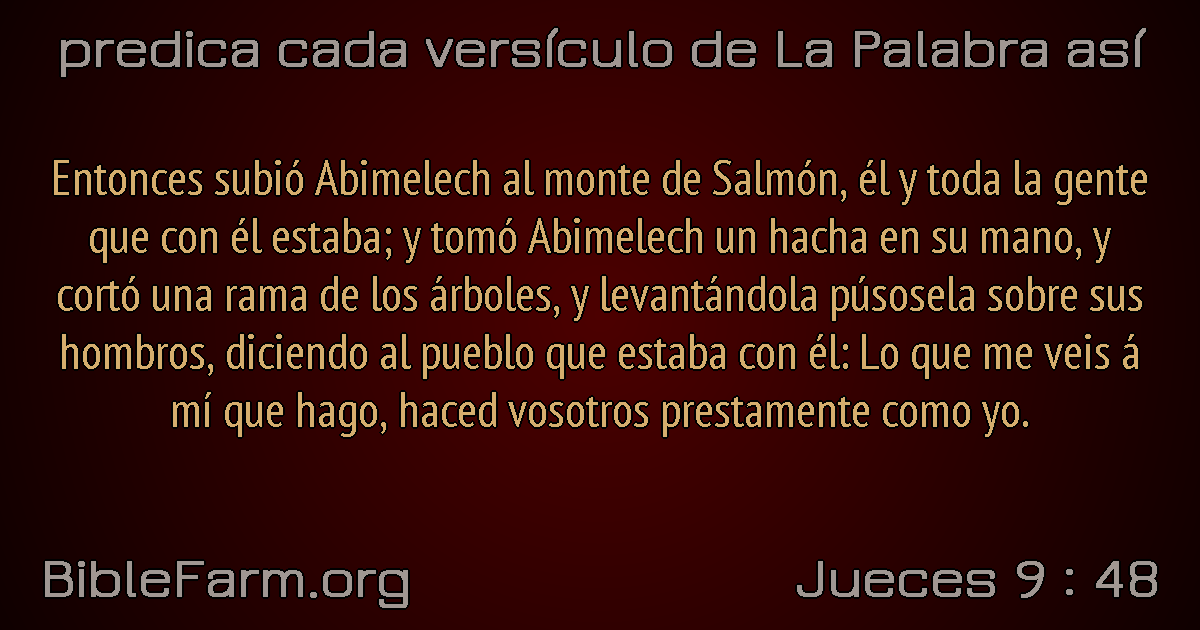 predica cada versículo de La Palabra así
Entonces subió Abimelech al monte de Salmón, él y toda la gente
que con él estaba; y tomó Abimelech un hacha en su mano, y
cortó una rama de los árboles, y levantándola púsosela sobre sus
hombros, diciendo al pueblo que estaba con él: Lo que me veis á
mí que hago, haced vosotros prestamente como yo.
BibleFarm.org
Jueces 9 : 48